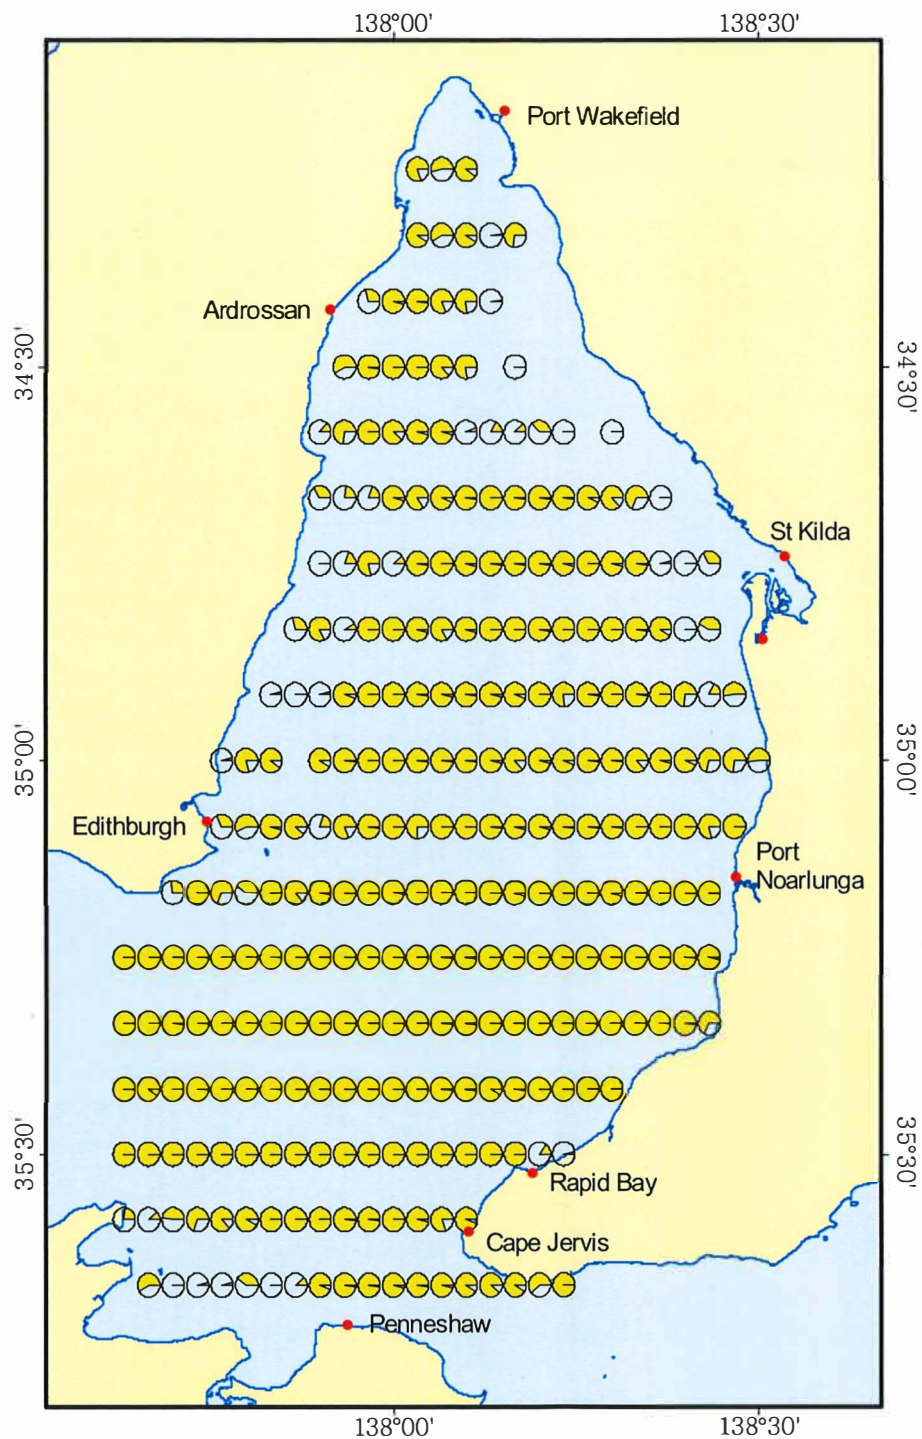 138°00'
138°30'
Port Wakefield
Ardrossan
34°30'
34°30'
St Kilda
35°00'
35°00'
Edithburgh
Port
Noarlunga
35°30'
35°30'
Rapid Bay
Cape Jervis
Penneshaw
138°00'
138°30'